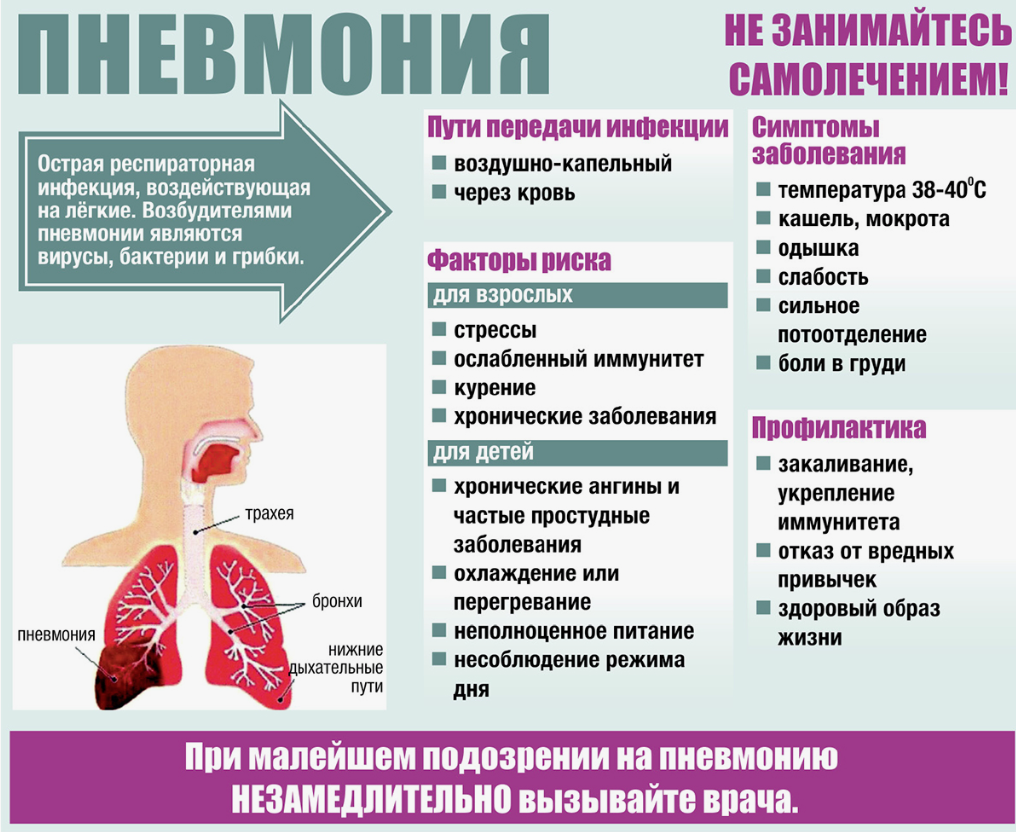 ПНЕВМОНИЯ
НЕ ЗАНИМАЙТЕСЬ
САМОЛЕЧЕНИЕМ!
Острая респираторная
инфекция, воздействующая
на лёгкие. Возбудителями
пневмонии являются
вирусы, бактерии и грибки.
трахея
бронхи
пневмония
нижние
дыхательные
пути
Пути передачи инфекции
воздушно-капельный
через кровь
Факторы риска
для взрослых
стрессы
ослабленный иммунитет
курение
хронические заболевания
для детей
хронические ангины и
частые простудные
заболевания
охлаждение или
перегревание
неполноценное питание
несоблюдение режима
дня
Симптомы
заболевания
температура 38-40⁰С
кашель, мокрота
одышка
слабость
сильное
потоотделение
боли в груди
Профилактика
закаливание,
укрепление
иммунитета
отказ от вредных
привычек
здоровый образ
жизни
При малейшем подозрении на пневмонию
НЕЗАМЕДЛИТЕЛЬНО вызывайте врача.